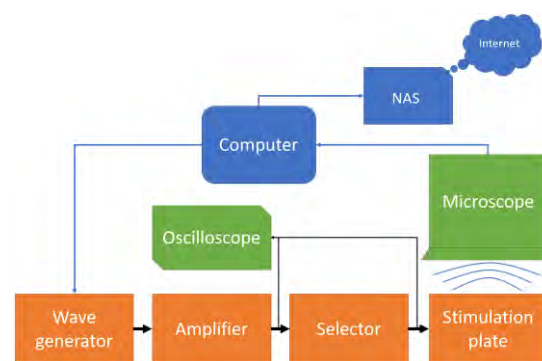 Internet
NAS
Computer
Microscope
Oscilloscope
Wave
generator
Amplifier
Selector
Stimulation
plate